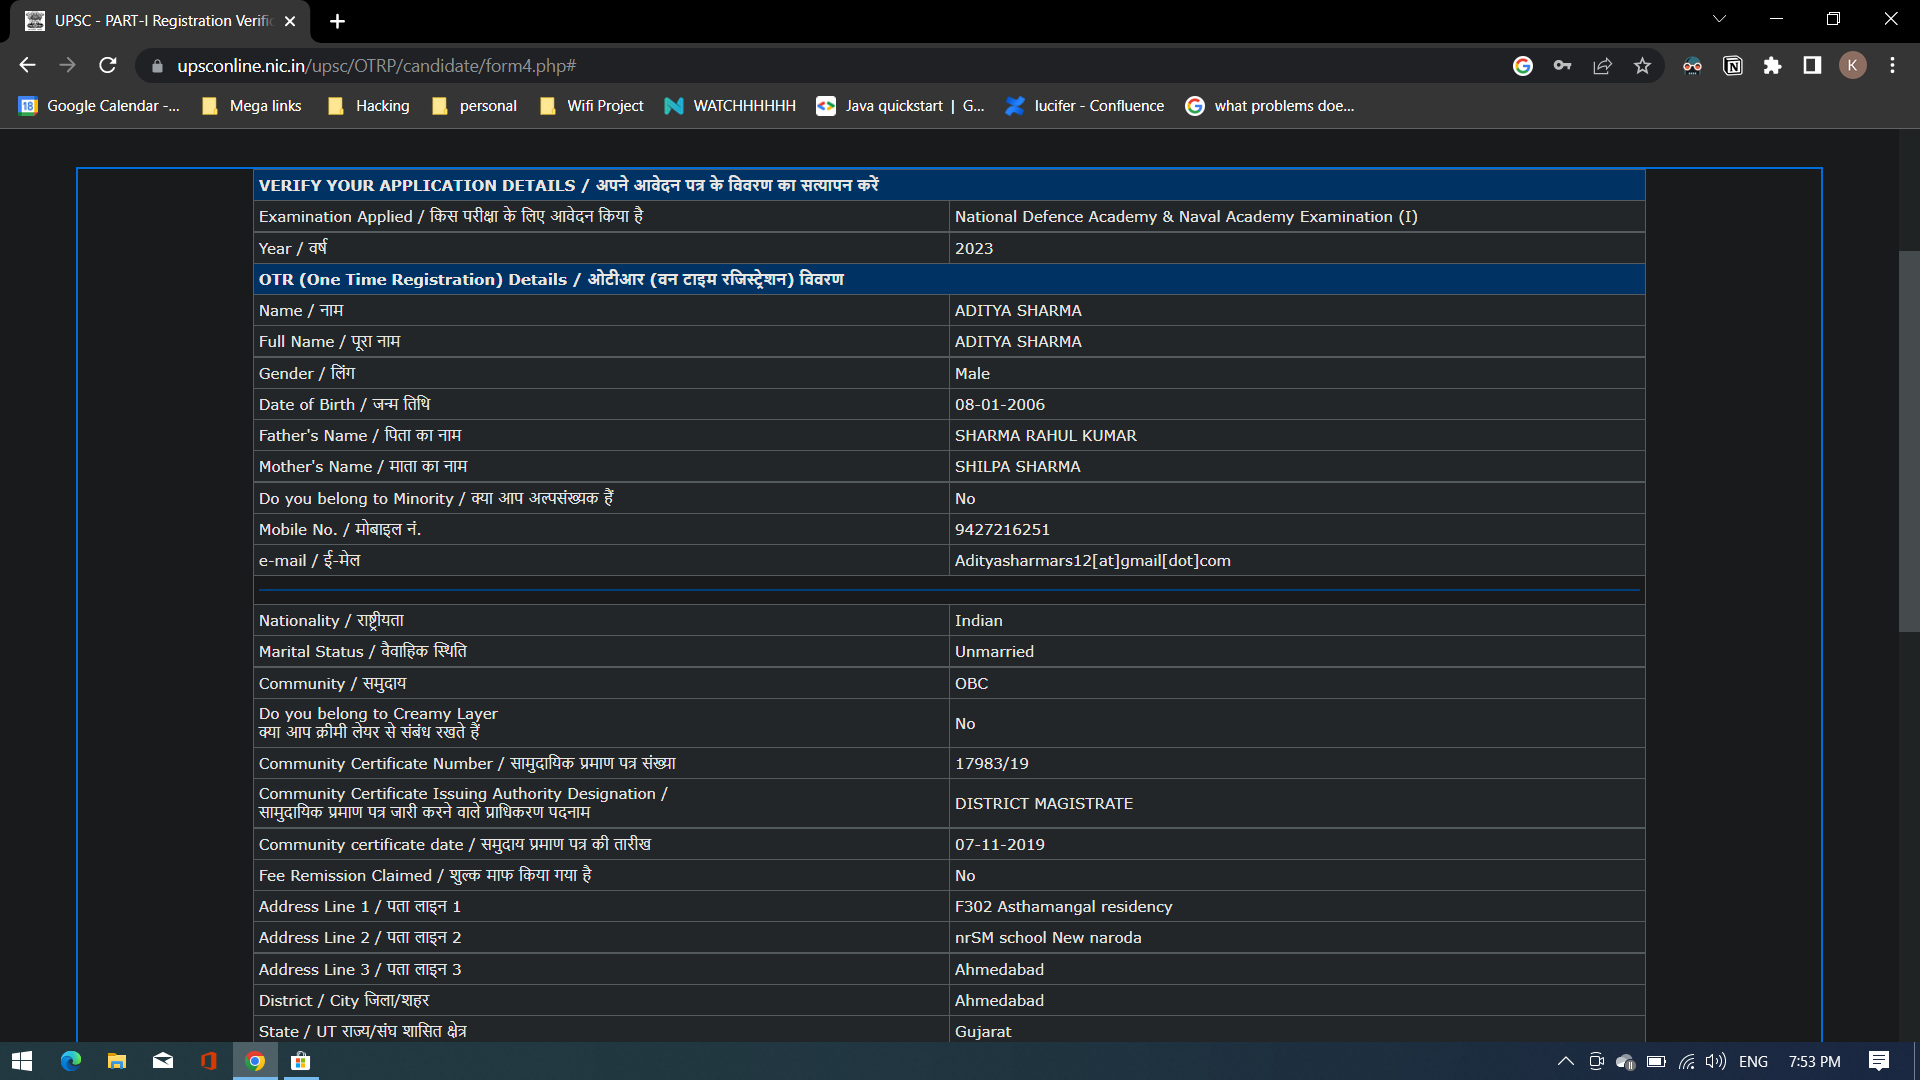 UPSC - PART-I Registration Verific
upsconline.nic.in/upsc/OTRP/candidate/form4.php#
K
Google Calendar -... Mega links Hacking personal Wifi Project WATCHHHHHH Java quickstart | G... lucifer - Confluence what problems doe...
VERIFY YOUR APPLICATION DETAILS / अपने आवेदन पत्र के विवरण का सत्यापन करें
Examination Applied / किस परीक्षा के लिए आवेदन किया है National Defence Academy & Naval Academy Examination (I)
Year / वर्ष 2023
OTR (One Time Registration) Details / ओटीआर (वन टाइम रजिस्ट्रेशन) विवरण
Name / नाम ADITYA SHARMA
Full Name / पूरा नाम ADITYA SHARMA
Gender / लिंग Male
Date of Birth / जन्म तिथि 08-01-2006
Father's Name / पिता का नाम SHARMA RAHUL KUMAR
Mother's Name / माता का नाम SHILPA SHARMA
Do you belong to Minority / क्या आप अल्पसंख्यक हैं No
Mobile No. / मोबाइल नं. 9427216251
e-mail / ई-मेल Adityasharmars12[at]gmail[dot]com
Nationality / राष्ट्रीयता Indian
Marital Status / वैवाहिक स्थिति Unmarried
Community / समुदाय OBC
Do you belong to Creamy Layer
क्या आप क्रीमी लेयर से संबंध रखते हैं No
Community Certificate Number / सामुदायिक प्रमाण पत्र संख्या 17983/19
Community Certificate Issuing Authority Designation /
सामुदायिक प्रमाण पत्र जारी करने वाले प्राधिकरण पदनाम DISTRICT MAGISTRATE
Community certificate date / समुदाय प्रमाण पत्र की तारीख 07-11-2019
Fee Remission Claimed / शुल्क माफ किया गया है No
Address Line 1 / पता लाइन 1 F302 Asthamangal residency
Address Line 2 / पता लाइन 2 nrSM school New naroda
Address Line 3 / पता लाइन 3 Ahmedabad
District / City जिला/शहर Ahmedabad
State / UT राज्य/संघ शासित क्षेत्र Gujarat
ENG 7:53 PM